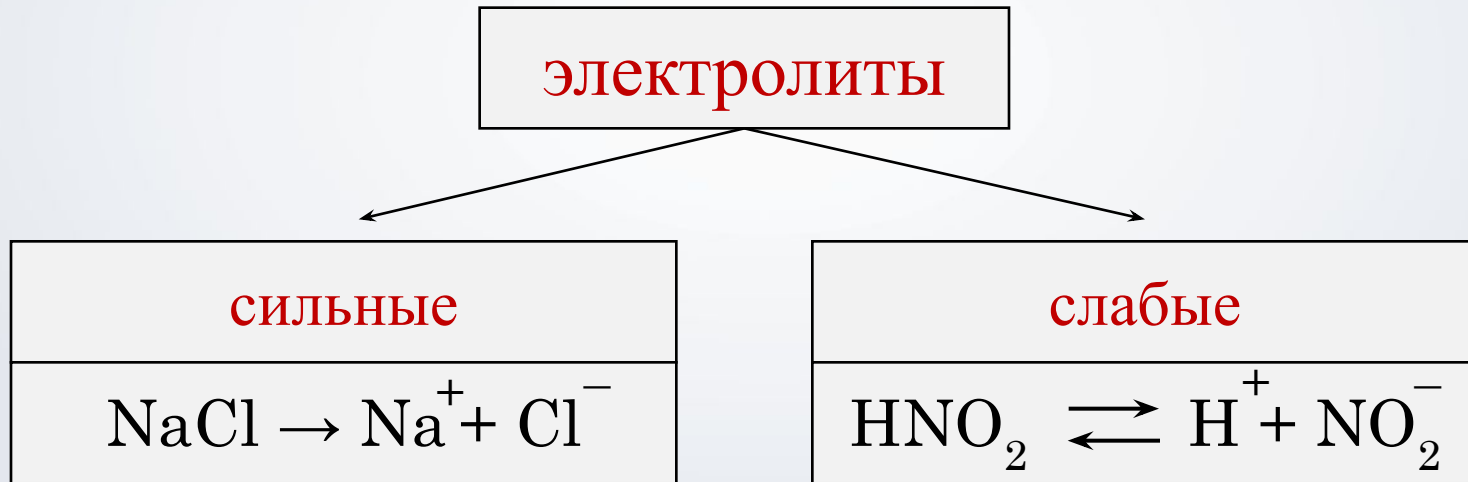 электролиты
сильные
слабые
NaCl → Na⁺ + Cl⁻
HNO₂ ⇄ H⁺ + NO₂⁻